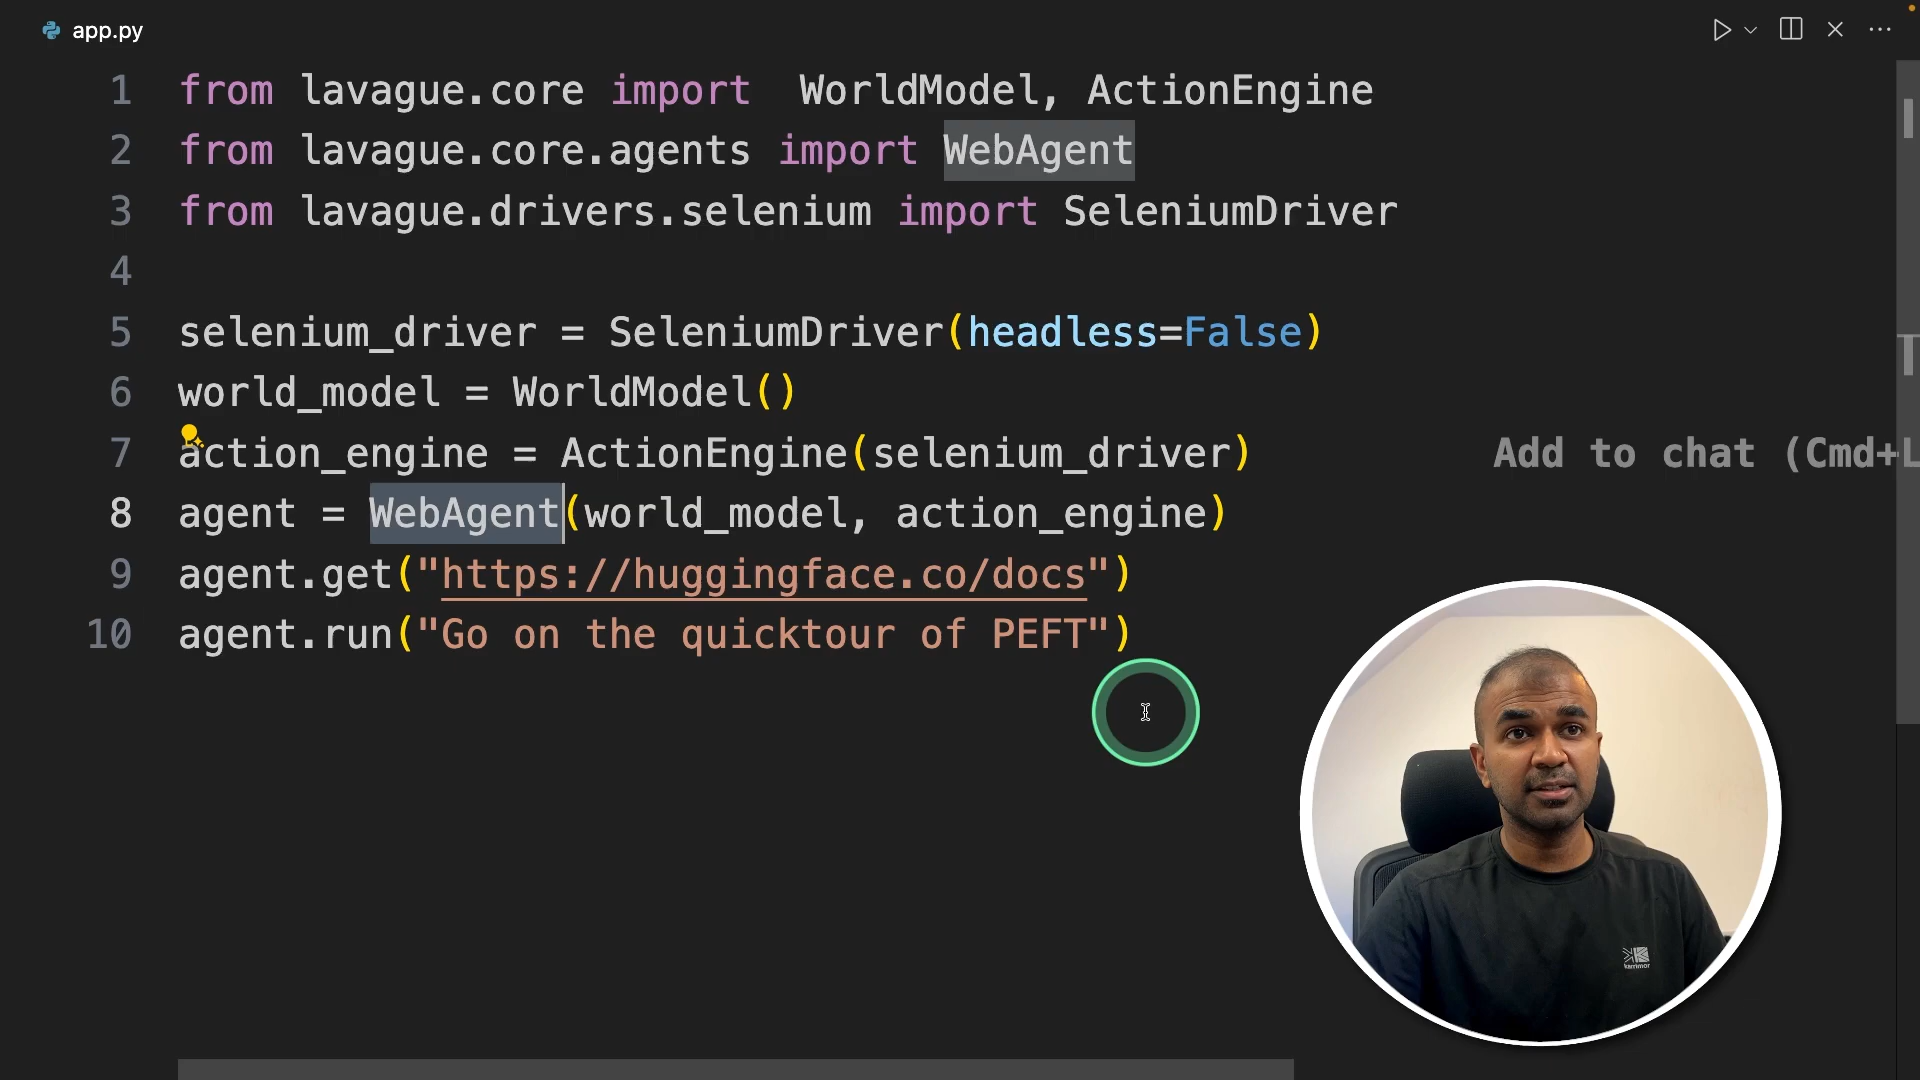 app.py
1 from lavague.core import  WorldModel, ActionEngine
2 from lavague.core.agents import WebAgent
3 from lavague.drivers.selenium import SeleniumDriver
4
5 selenium_driver = SeleniumDriver(headless=False)
6 world_model = WorldModel()
7 action_engine = ActionEngine(selenium_driver) Add to chat (Cmd+L
8 agent = WebAgent(world_model, action_engine)
9 agent.get("https://huggingface.co/docs")
10 agent.run("Go on the quicktour of PEFT")
karrimor